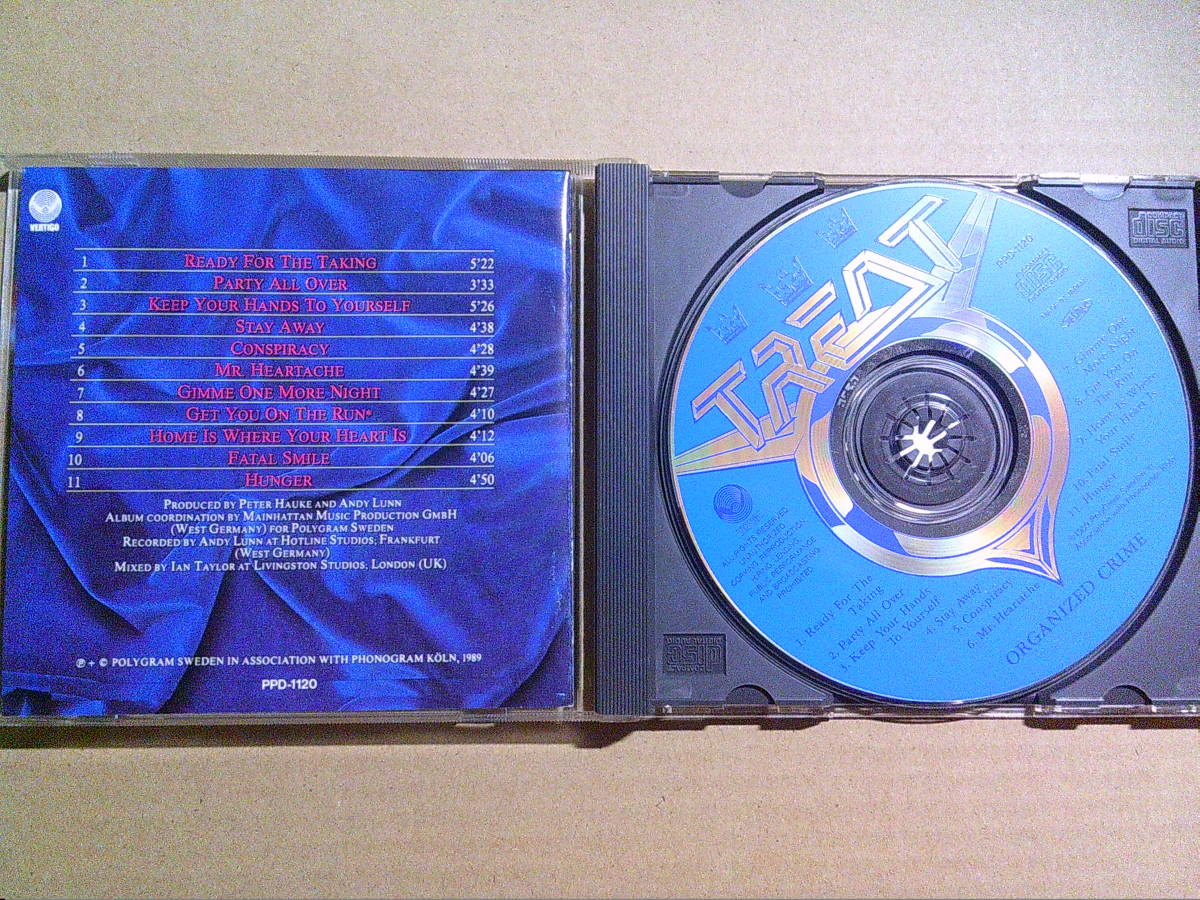 VERTIGO
1 READY FOR THE TAKING 5'22
2 PARTY ALL OVER 3'33
3 KEEP YOUR HANDS TO YOURSELF 5'26
4 STAY AWAY 4'38
5 CONSPIRACY 4'28
6 MR. HEARTACHE 4'39
7 GIMME ONE MORE NIGHT 4'27
8 GET YOU ON THE RUN* 4'10
9 HOME IS WHERE YOUR HEART IS 4'12
10 FATAL SMILE 4'06
11 HUNGER 4'50
PRODUCED BY PETER HAUKE AND ANDY LUNN
ALBUM COORDINATION BY MAINHATTAN MUSIC PRODUCTION GMBH
(WEST GERMANY) FOR POLYGRAM SWEDEN
RECORDED BY ANDY LUNN AT HOTLINE STUDIOS; FRANKFURT
(WEST GERMANY)
MIXED BY IAN TAYLOR AT LIVINGSTON STUDIOS, LONDON (UK)
℗ + © POLYGRAM SWEDEN IN ASSOCIATION WITH PHONOGRAM KÖLN, 1989
PPD-1120
TREAT
PPD-1120
COMPACT
disc
DIGITAL AUDIO
disc
1. Ready For The
Taking
2. Party All Over
3. Keep Your Hands
To Yourself
4. Stay Away
5. Conspiracy
6. Mr. Heartache
7. Gimme One
More Night
8. Get You On
The Run
9. Home Is Where
Your Heart Is
10. Fatal Smile
11. Hunger
ORGANIZED CRIME
disc